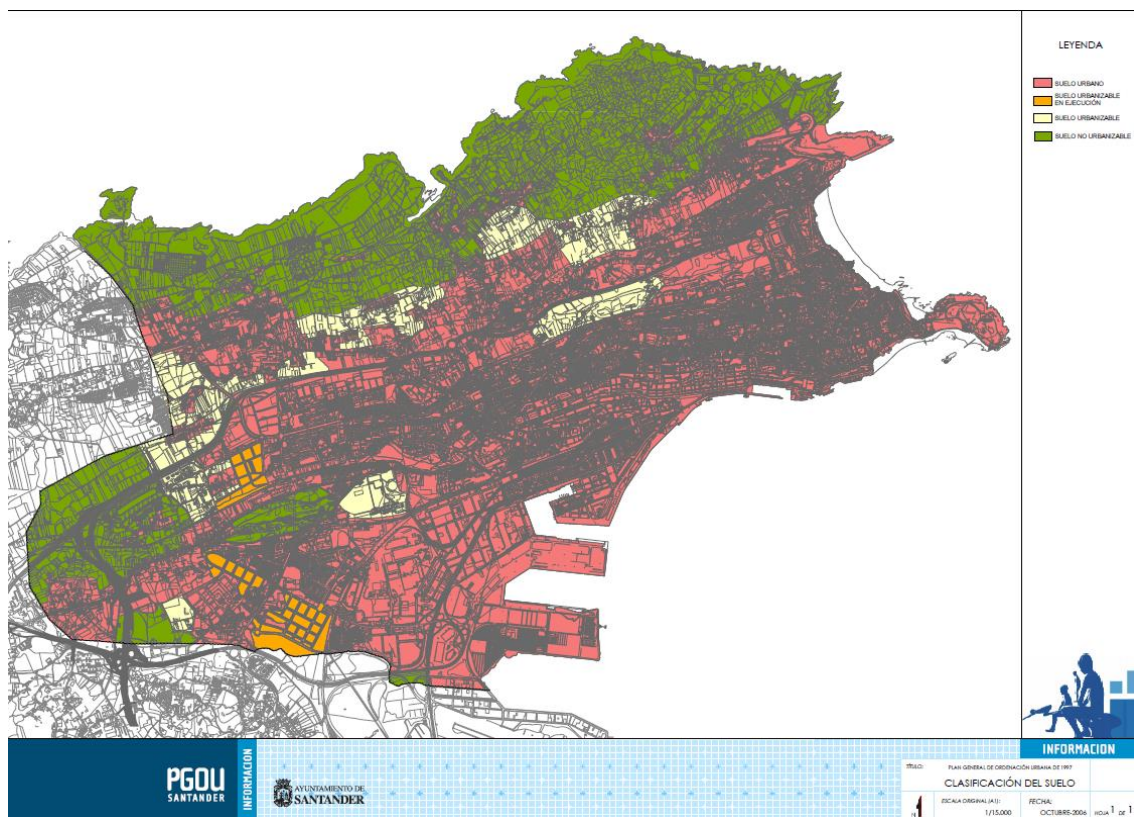 LEYENDA
SUELO URBANO
SUELO URBANIZABLE
EN EJECUCIÓN
SUELO URBANIZABLE
SUELO NO URBANIZABLE
INFORMACION
PGOU
SANTANDER
INFORMACION
AYUNTAMIENTO DE
SANTANDER
TÍTULO:
PLAN GENERAL DE ORDENACIÓN URBANA DE 1997
CLASIFICACIÓN DEL SUELO
ESCALA ORIGINAL (A1):
1/15.000
FECHA:
OCTUBRE-2006
HOJA 1 DE 1